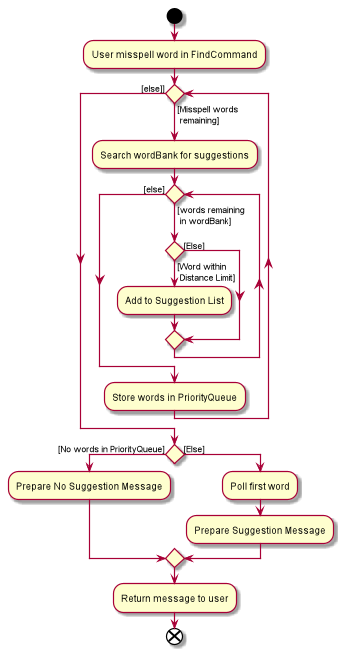 User misspell word in FindCommand
[else]]
[Misspell words
remaining]
Search wordBank for suggestions
[else]
[words remaining
in wordBank]
[Else]
[Word within
Distance Limit]
Add to Suggestion List
Store words in PriorityQueue
[No words in PriorityQueue]
[Else]
Prepare No Suggestion Message
Poll first word
Prepare Suggestion Message
Return message to user